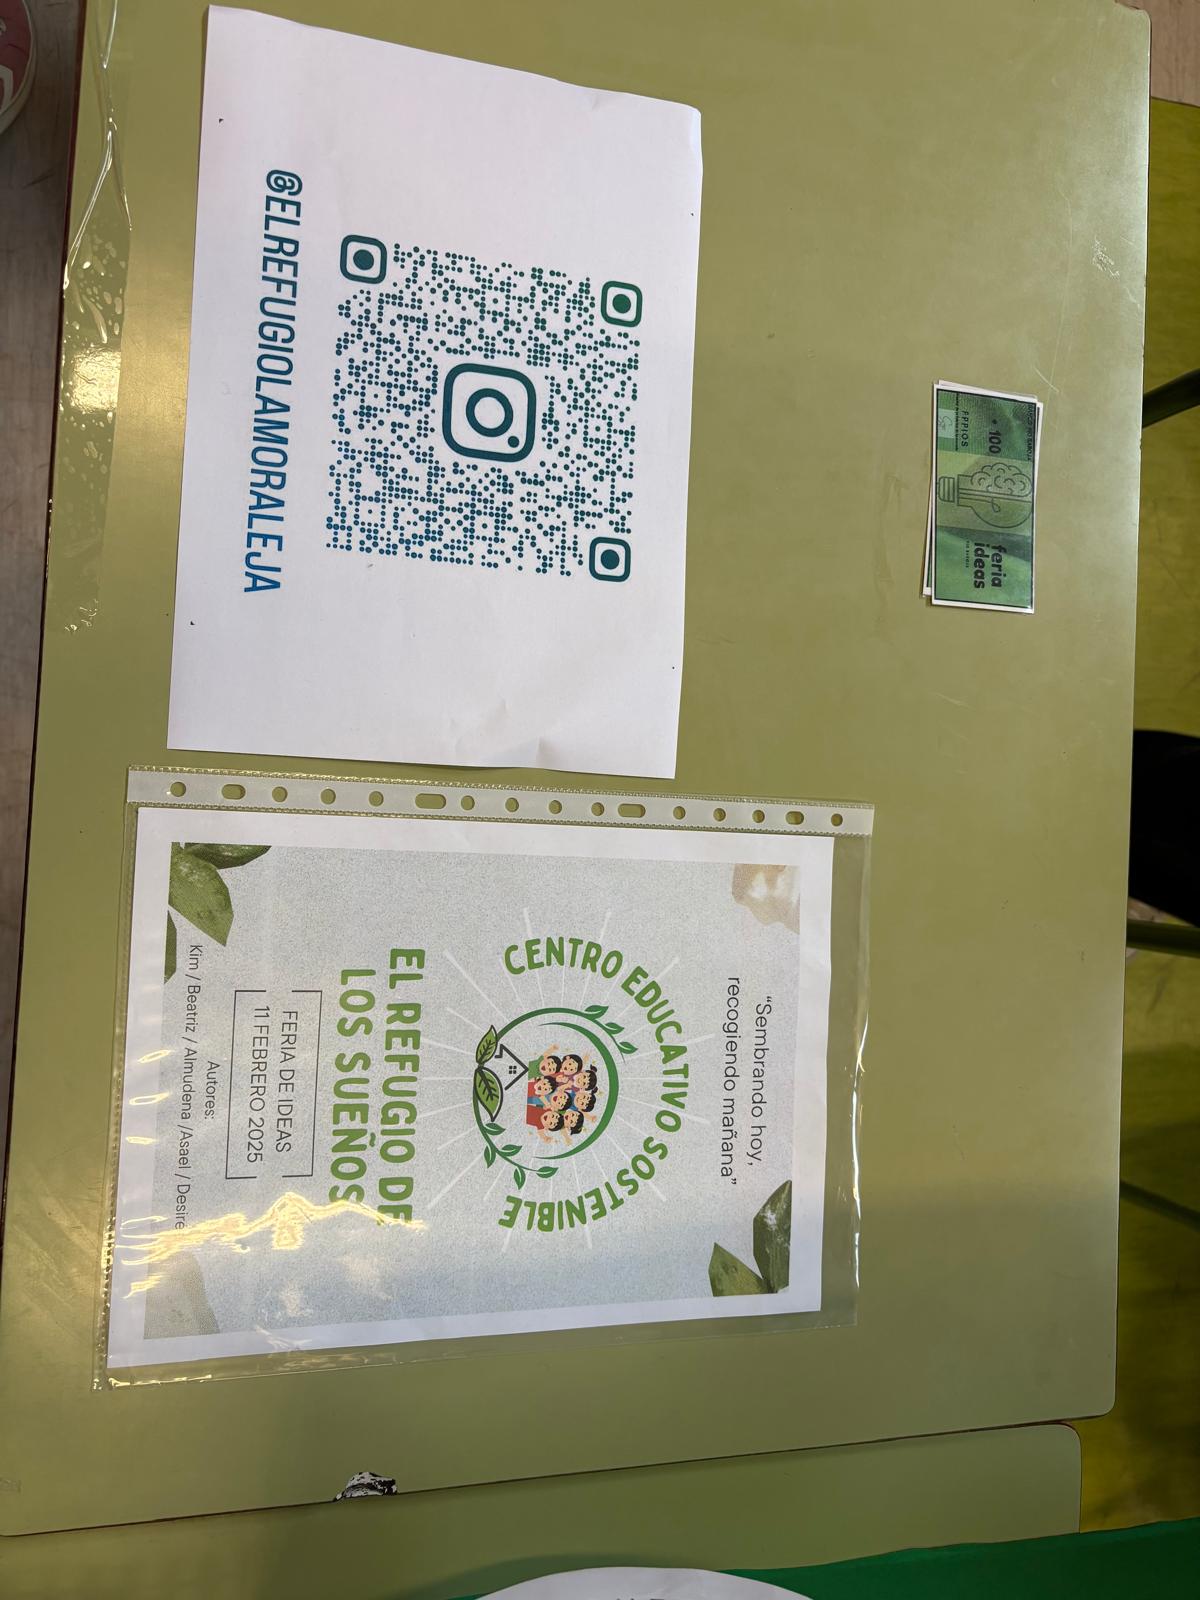 @ELREFUGIOLAMORALEJA
"Sembrando hoy,
recogiendo mañana"
CENTRO EDUCATIVO SOSTENIBLE
EL REFUGIO DE
LOS SUEÑOS
FERIA DE IDEAS
11 FEBRERO 2025
Autores:
Kim / Beatriz / Almudena /Asael / Desiré
100
feria
ideas